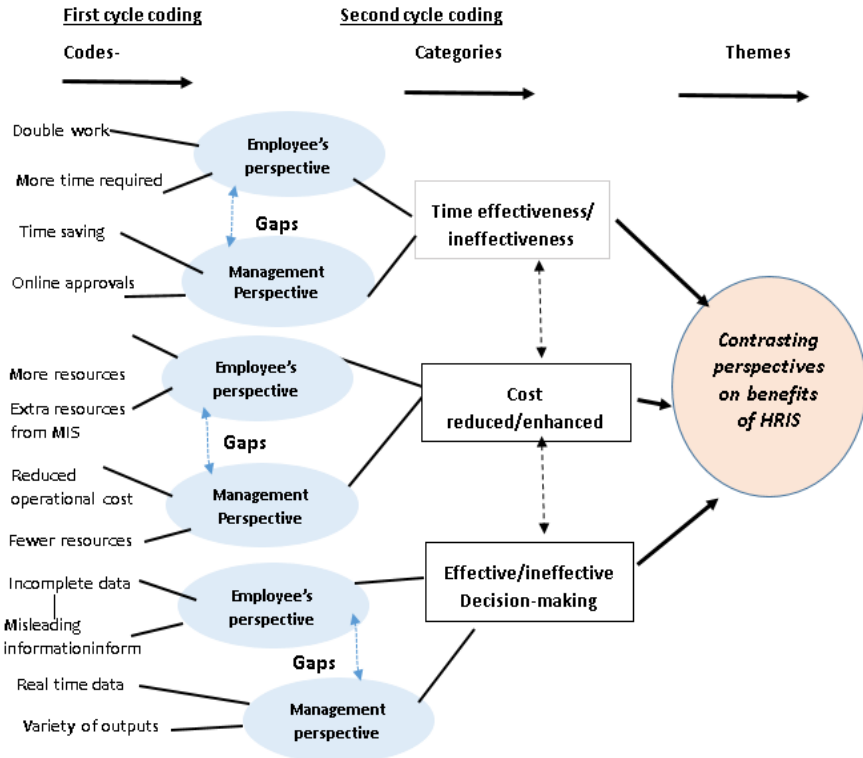 First cycle coding
Second cycle coding
Codes-
Categories
Themes
Double work
More time required
Time saving
Online approvals
Employee's
perspective
Gaps
Management
Perspective
Time effectiveness/
ineffectiveness
More resources
Extra resources
from MIS
Reduced
operational cost
Fewer resources
Employee's
perspective
Gaps
Management
Perspective
Cost
reduced/enhanced
Incomplete data
Misleading
informationinform
Real time data
Variety of outputs
Employee's
perspective
Gaps
Management
perspective
Effective/ineffective
Decision-making
Contrasting
perspectives
on benefits
of HRIS